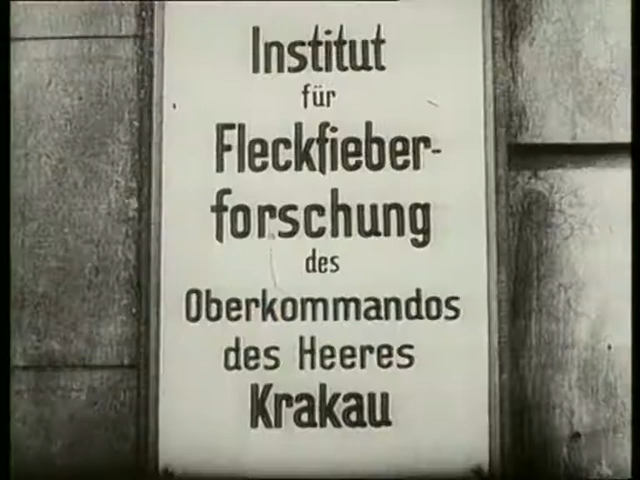 Institut
für
Fleckfieber-
forschung
des
Oberkommandos
des Heeres
Krakau